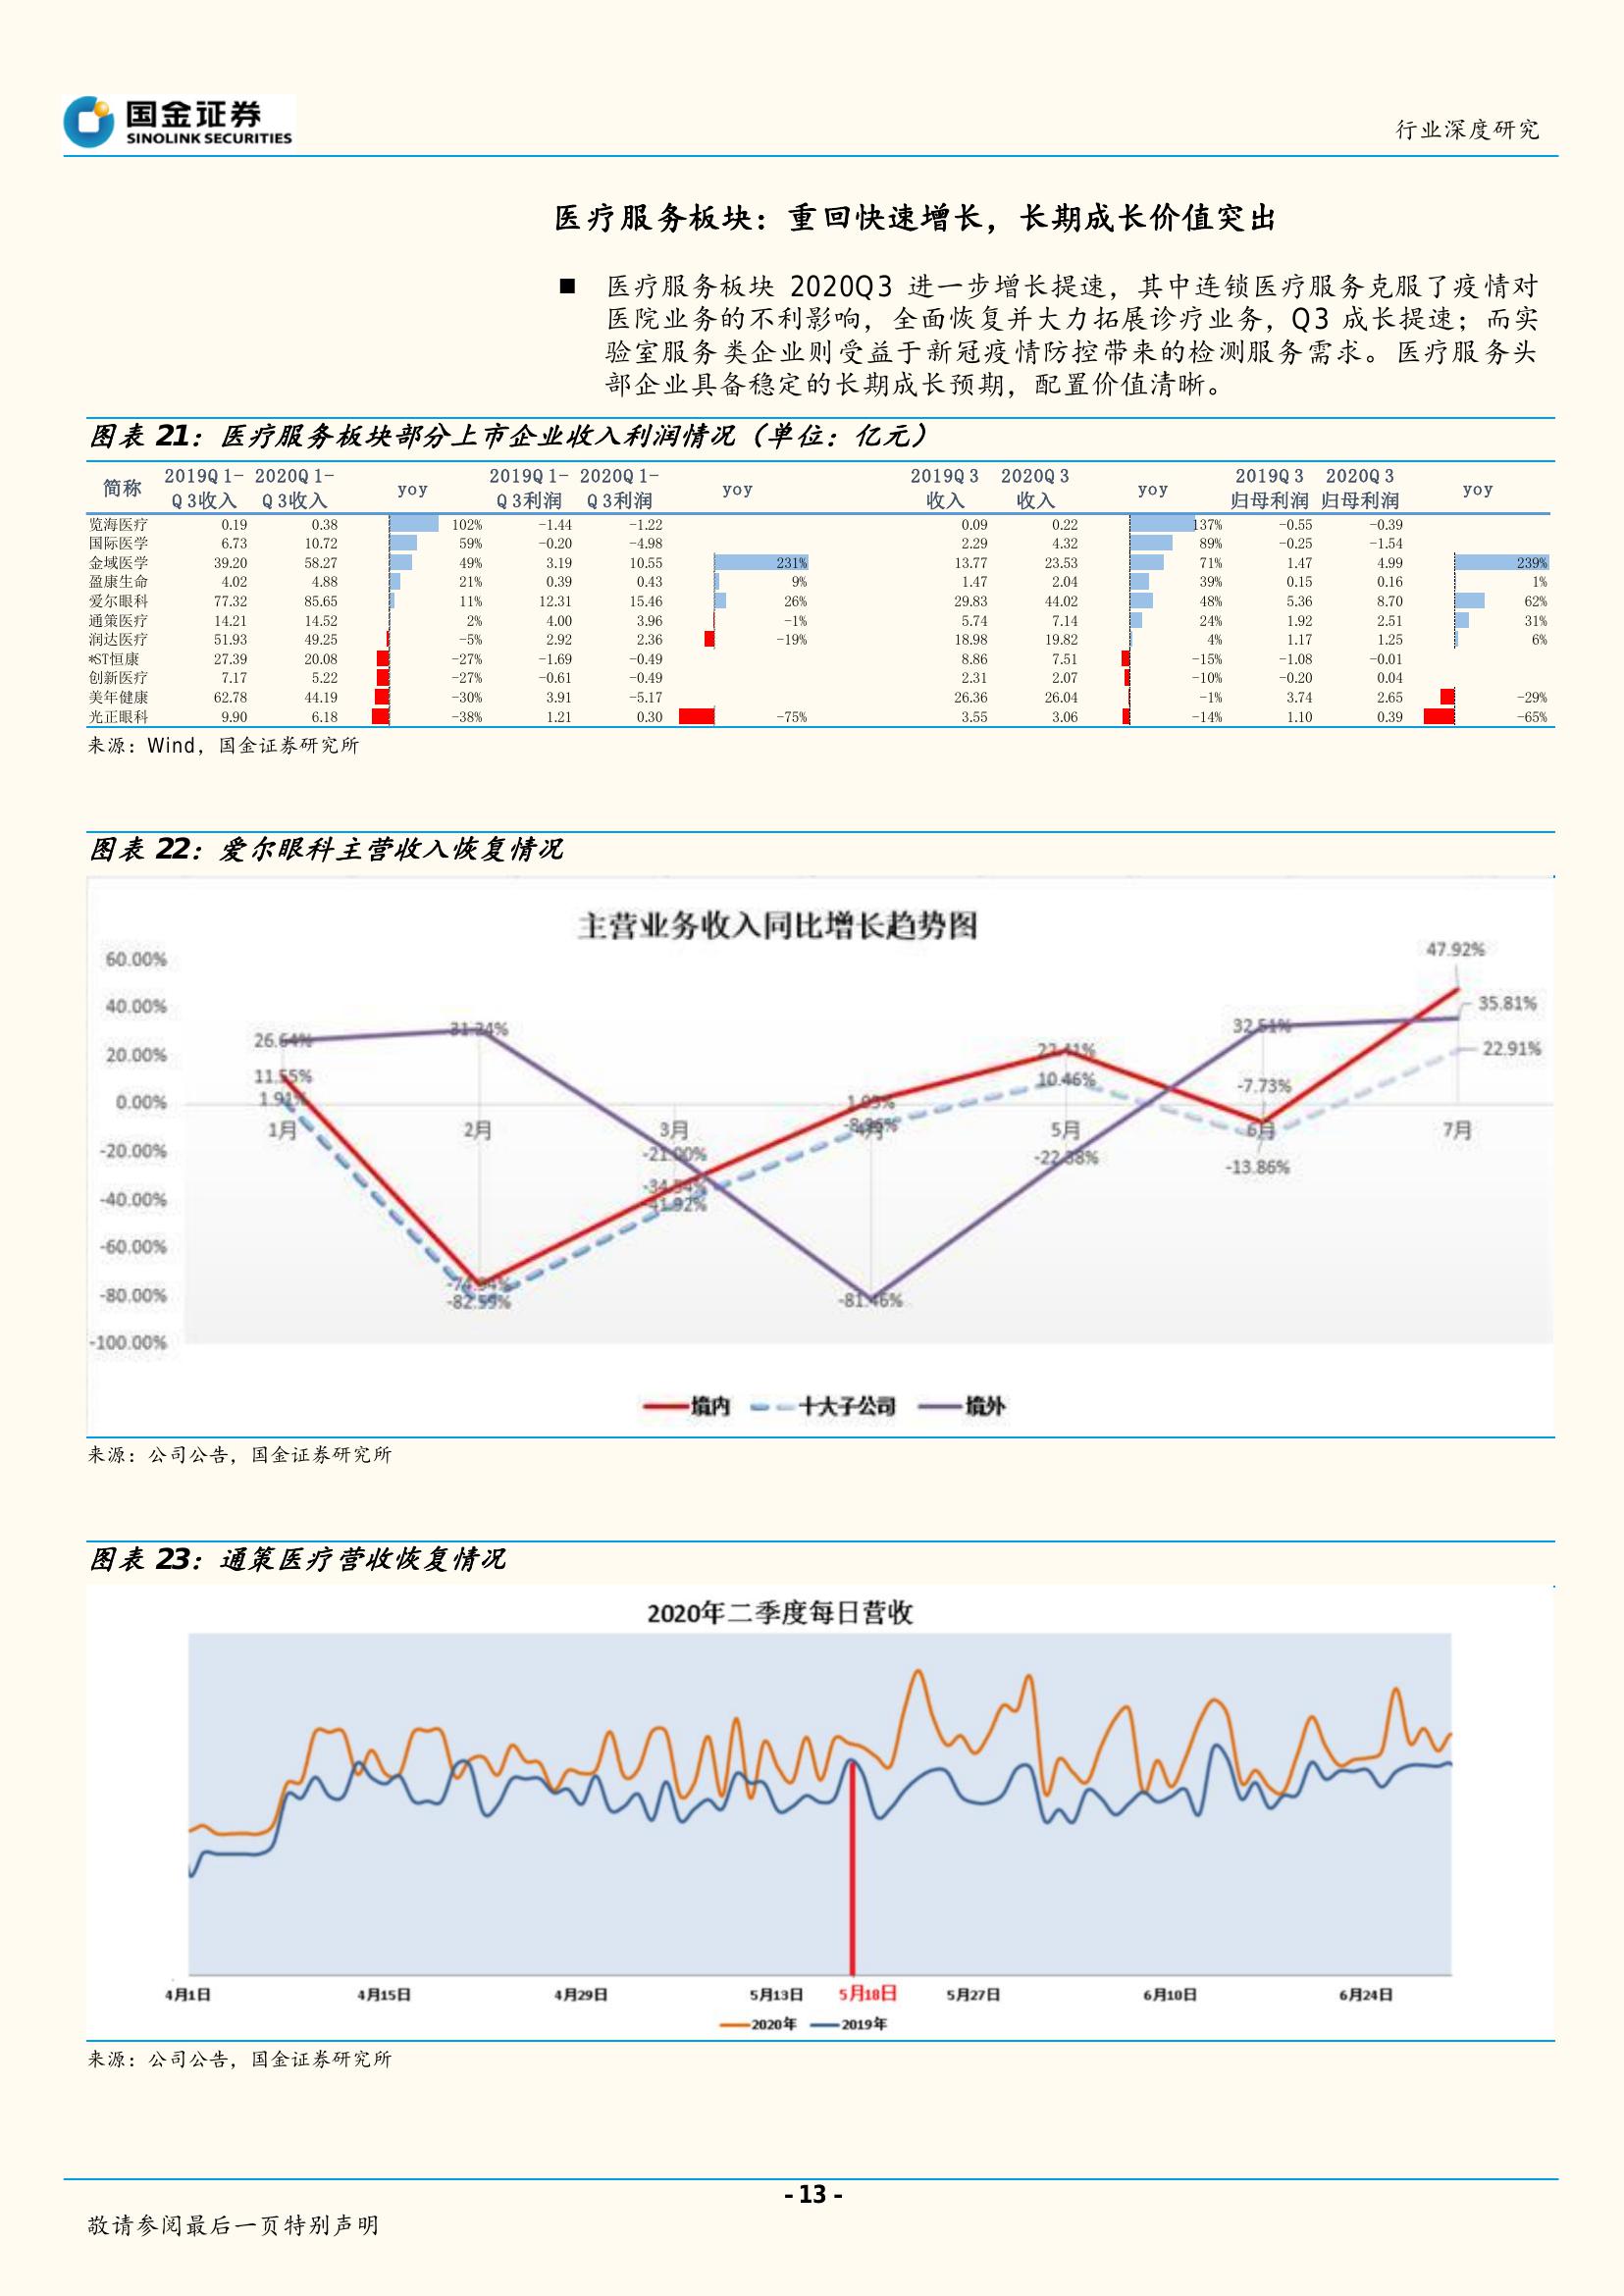 国金证券
SINOLINK SECURITIES
行业深度研究
医疗服务板块：重回快速增长，长期成长价值突出
■ 医疗服务板块 2020Q3 进一步增长提速，其中连锁医疗服务克服了疫情对
医院业务的不利影响，全面恢复并大力拓展诊疗业务，Q3 成长提速；而实
验室服务类企业则受益于新冠疫情防控带来的检测服务需求。医疗服务头
部企业具备稳定的长期成长预期，配置价值清晰。
图表 21：医疗服务板块部分上市企业收入利润情况（单位：亿元）
简称 2019Q1-Q3收入 2020Q1-Q3收入 yoy 2019Q1-Q3利润 2020Q1-Q3利润 yoy 2019Q3收入 2020Q3收入 yoy 2019Q3归母利润 2020Q3归母利润 yoy
览海医疗 0.19 0.38 102% -1.44 -1.22 0.09 0.22 137% -0.55 -0.39
国际医学 6.73 10.72 59% -0.20 -4.98 2.29 4.32 89% -0.25 -1.54
金域医学 39.20 58.27 49% 3.19 10.55 231% 13.77 23.53 71% 1.47 4.99 239%
盈康生命 4.02 4.88 21% 0.39 0.43 9% 1.47 2.04 39% 0.15 0.16 1%
爱尔眼科 77.32 85.65 11% 12.31 15.46 26% 29.83 44.02 48% 5.36 8.70 62%
通策医疗 14.21 14.52 2% 4.00 3.96 -1% 5.74 7.14 24% 1.92 2.51 31%
润达医疗 51.93 49.25 -5% 2.92 2.36 -19% 18.98 19.82 4% 1.17 1.25 6%
*ST恒康 27.39 20.08 -27% -1.69 -0.49 8.86 7.51 -15% -1.08 -0.01
创新医疗 7.17 5.22 -27% -0.61 -0.49 2.31 2.07 -10% -0.20 0.04
美年健康 62.78 44.19 -30% 3.91 -5.17 26.36 26.04 -1% 3.74 2.65 -29%
光正眼科 9.90 6.18 -38% 1.21 0.30 -75% 3.55 3.06 -14% 1.10 0.39 -65%
来源：Wind，国金证券研究所
图表 22：爱尔眼科主营收入恢复情况
主营业务收入同比增长趋势图
60.00%
40.00%
20.00%
0.00%
-20.00%
-40.00%
-60.00%
-80.00%
-100.00%
1月 2月 3月 4月 5月 6月 7月
26.64% 31.24% -21.00% -81.46% -22.38% 32.51% 35.81%
11.55% -34.54% 1.03% -7.73% 47.92%
1.91% -82.59% -41.92% 10.46% -13.86% 22.91%
境内 十大子公司 境外
来源：公司公告，国金证券研究所
图表 23：通策医疗营收恢复情况
2020年二季度每日营收
4月1日 4月15日 4月29日 5月13日 5月18日 5月27日 6月10日 6月24日
2020年 2019年
来源：公司公告，国金证券研究所
- 13 -
敬请参阅最后一页特别声明